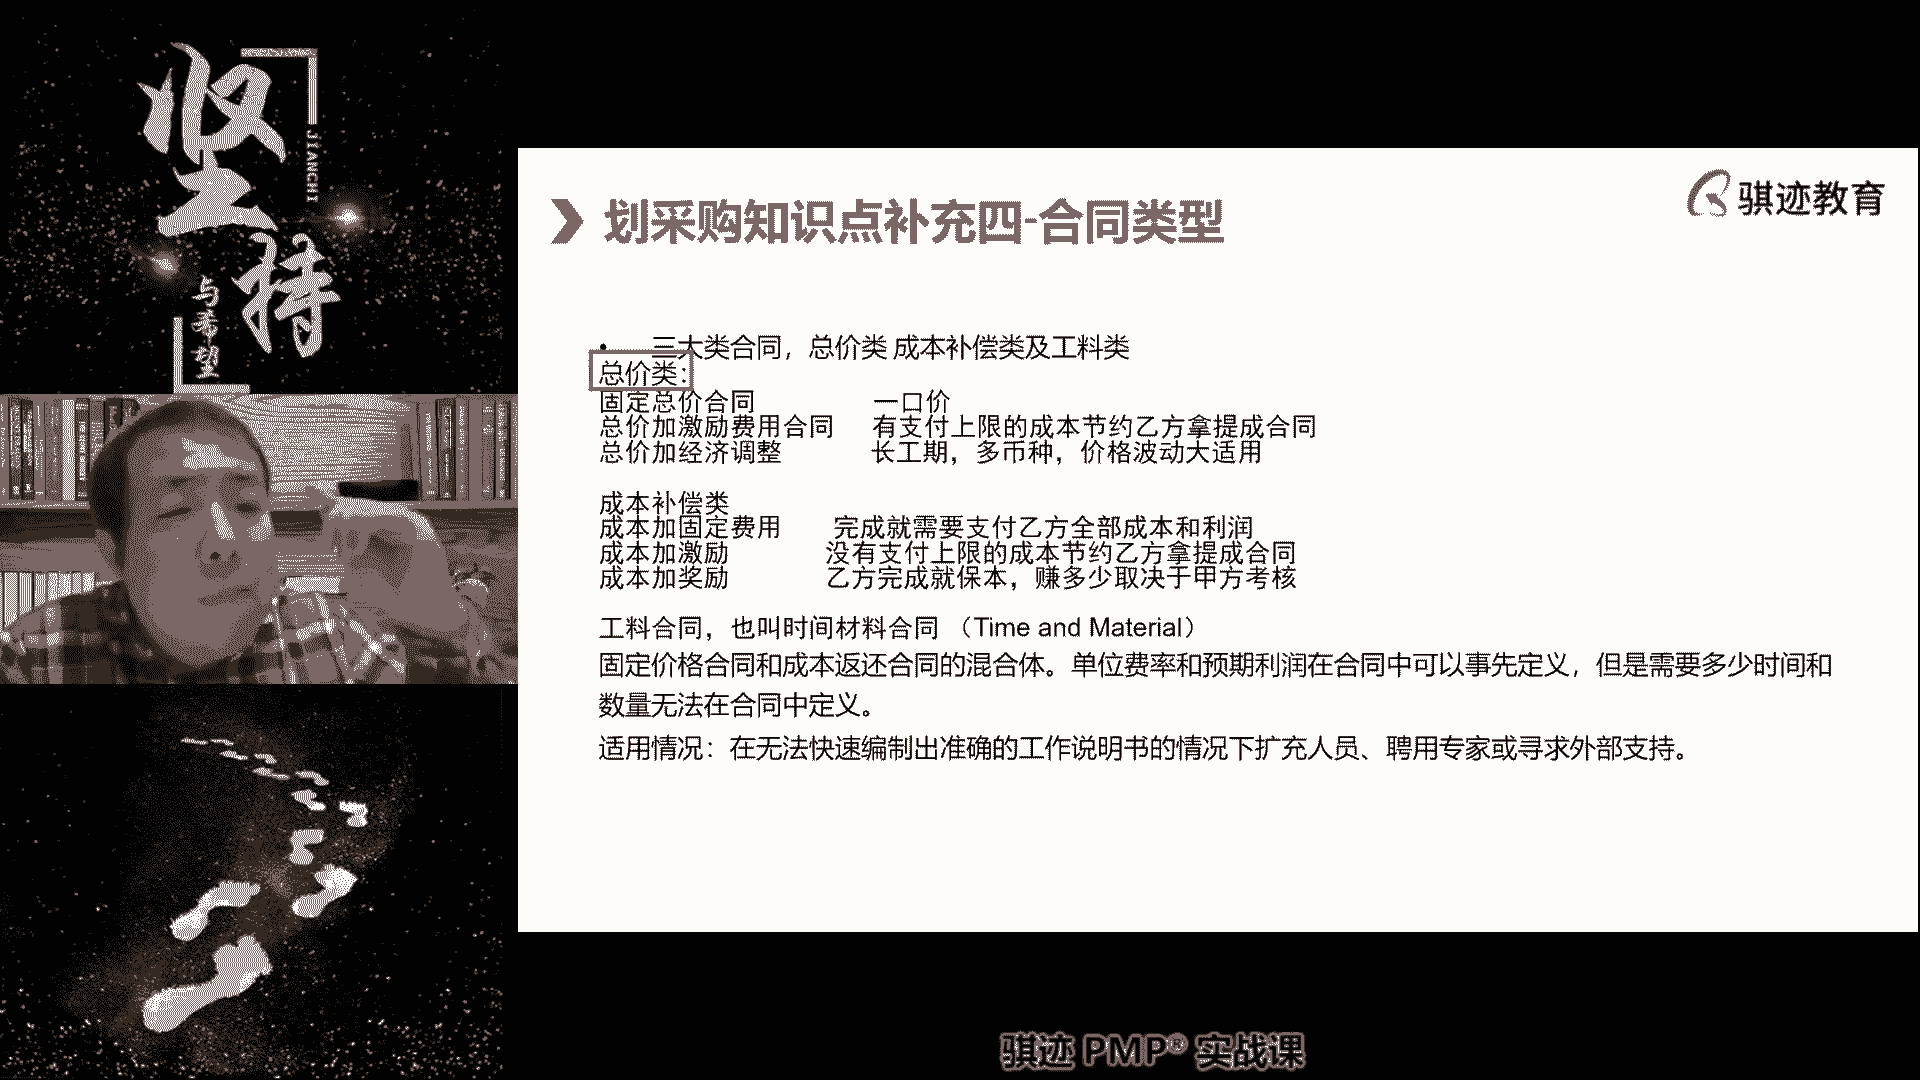 坚持
JIANCHI
与希望
骐迹教育
划采购知识点补充四-合同类型
• 三大类合同，总价类 成本补偿类及工料类
总价类：
固定总价合同 一口价
总价加激励费用合同 有支付上限的成本节约乙方拿提成合同
总价加经济调整 长工期，多币种，价格波动大适用
成本补偿类
成本加固定费用 完成就需要支付乙方全部成本和利润
成本加激励 没有支付上限的成本节约乙方拿提成合同
成本加奖励 乙方完成就保本，赚多少取决于甲方考核
工料合同，也叫时间材料合同 （Time and Material）
固定价格合同和成本返还合同的混合体。单位费率和预期利润在合同中可以事先定义，但是需要多少时间和
数量无法在合同中定义。
适用情况：在无法快速编制出准确的工作说明书的情况下扩充人员、聘用专家或寻求外部支持。
骐迹 PMP® 实战课